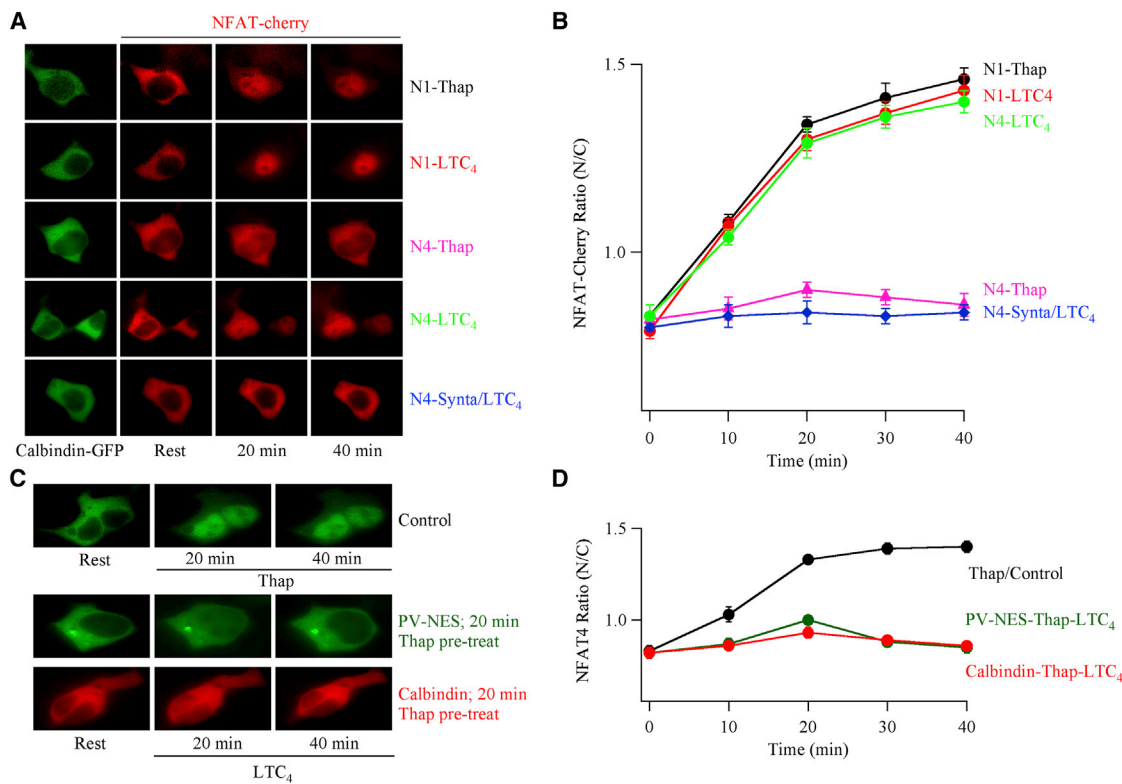 A
NFAT-cherry
N1-Thap
N1-LTC4
N4-Thap
N4-LTC4
N4-Synta/LTC4
Calbindin-GFP Rest 20 min 40 min
B
NFAT-Cherry Ratio (N/C)
1.5
1.0
0 10 20 30 40
Time (min)
N1-Thap
N1-LTC4
N4-LTC4
N4-Thap
N4-Synta/LTC4
C
Control
Rest 20 min 40 min
Thap
PV-NES; 20 min
Thap pre-treat
Calbindin; 20 min
Thap pre-treat
Rest 20 min 40 min
LTC4
D
NFAT4 Ratio (N/C)
1.5
1.0
0 10 20 30 40
Time (min)
Thap/Control
PV-NES-Thap-LTC4
Calbindin-Thap-LTC4